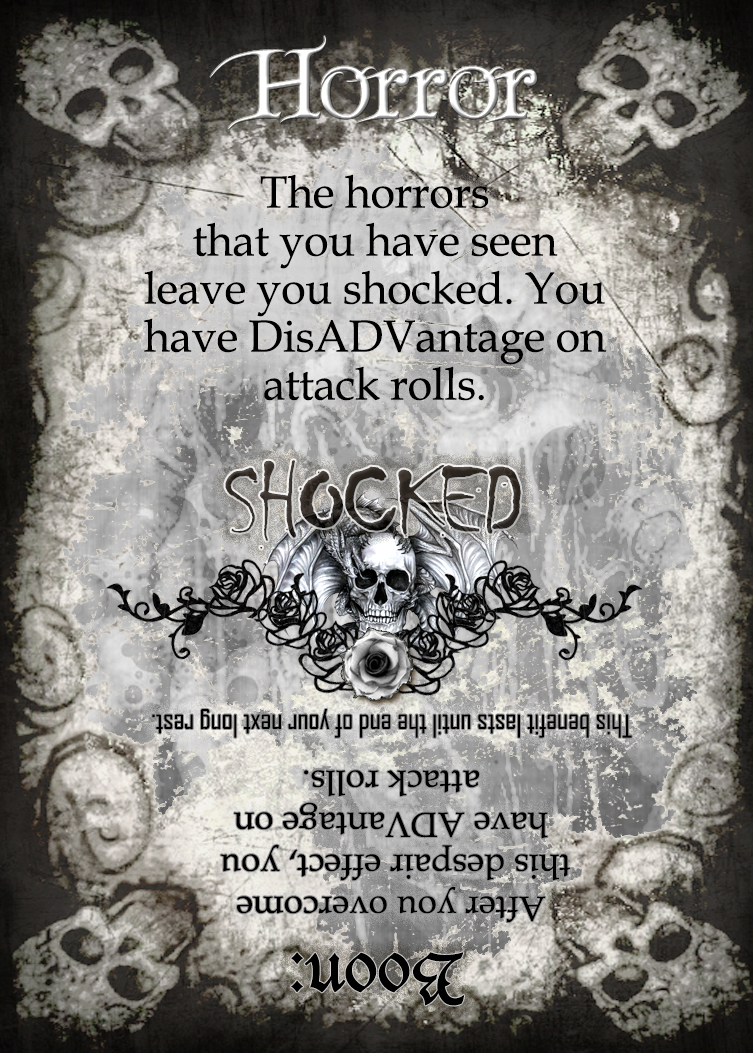 Horror
The horrors
that you have seen
leave you shocked. You
have DisADVantage on
attack rolls.
SHOCKED
Boon:
After you overcome
this despair effect, you
have ADVantage on
attack rolls.
This benefit lasts until the end of your next long rest.